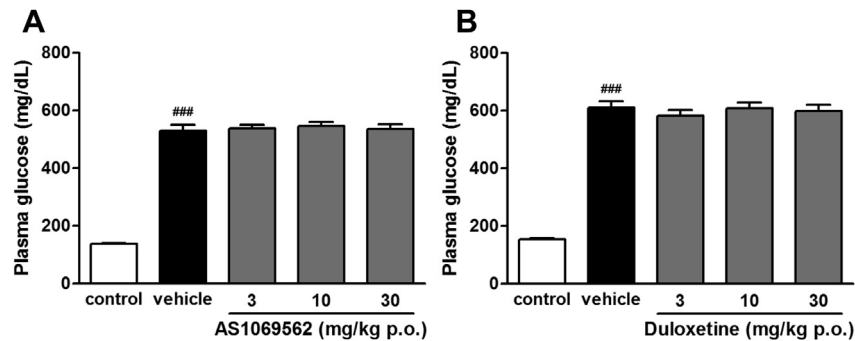 A
Plasma glucose (mg/dL)
800
600
400
200
0
###
control vehicle 3 10 30
AS1069562 (mg/kg p.o.)
B
Plasma glucose (mg/dL)
800
600
400
200
0
###
control vehicle 3 10 30
Duloxetine (mg/kg p.o.)